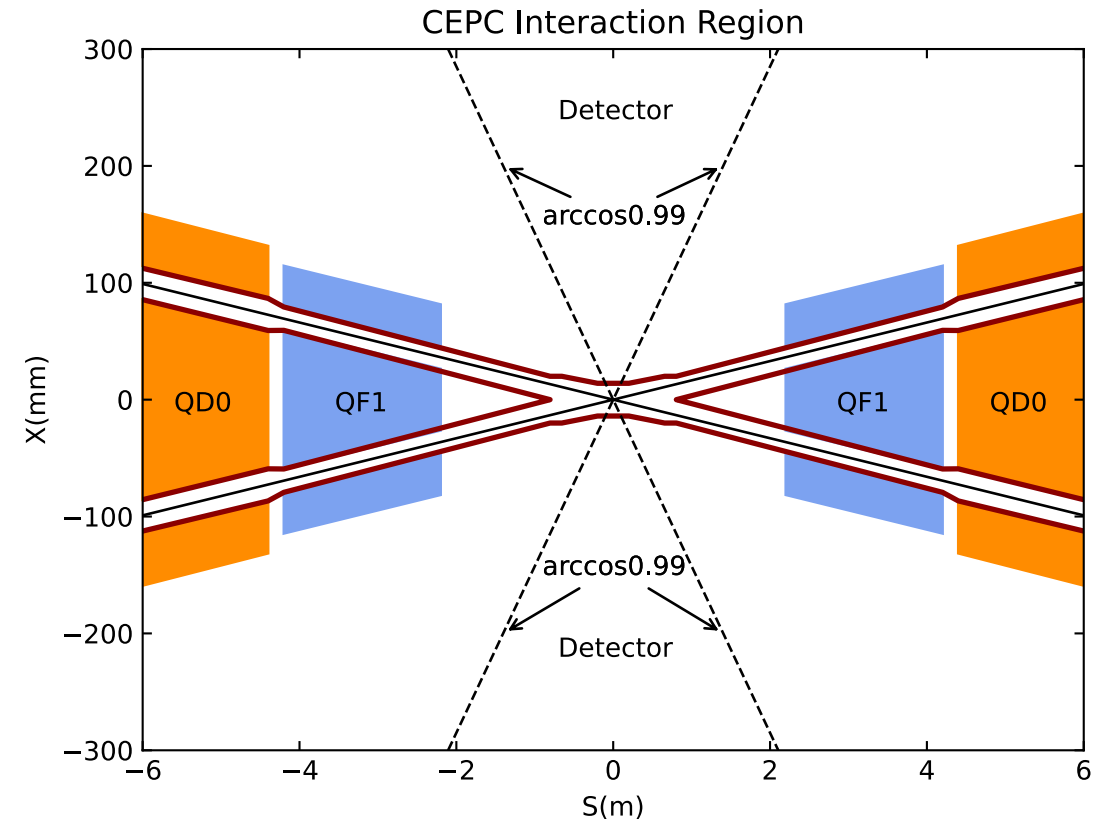 CEPC Interaction Region
300
Detector
200
arccos0.99
100
X(mm)
0
QD0
QF1
QF1
QD0
−100
arccos0.99
−200
Detector
−300
−6
−4
−2
0
2
4
6
S(m)